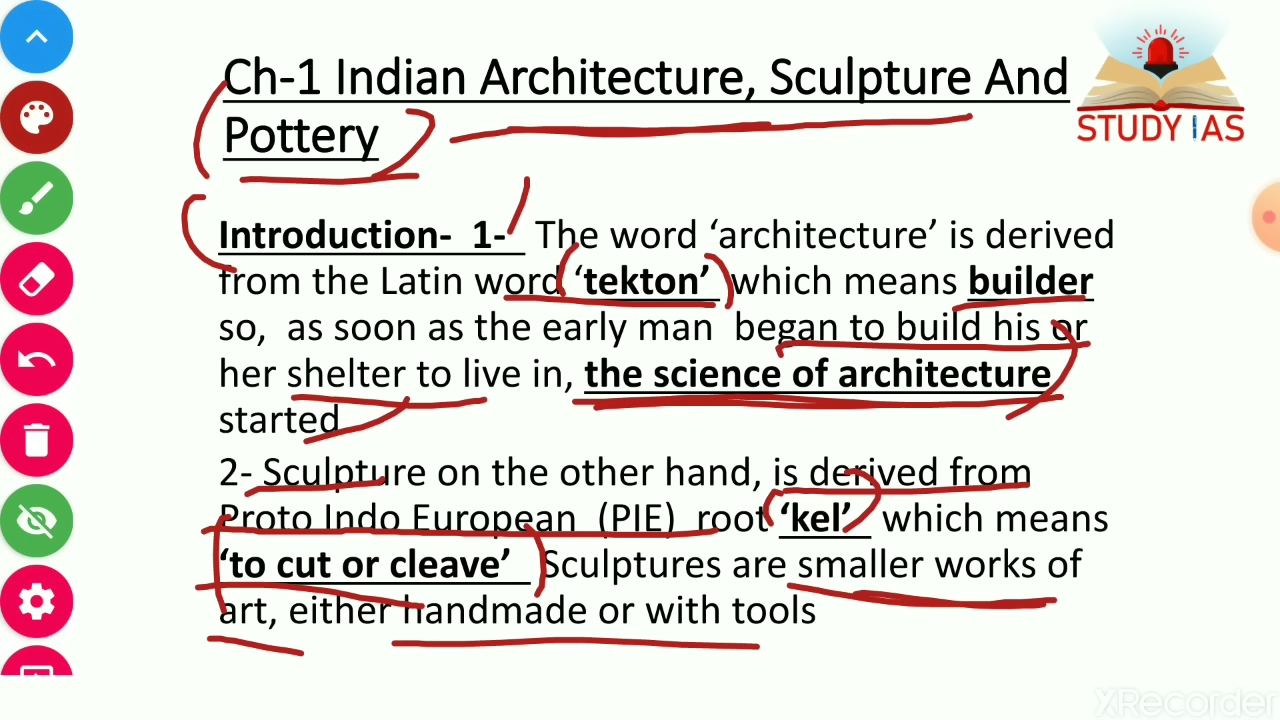 Ch-1 Indian Architecture, Sculpture And
Pottery
STUDY IAS
Introduction- 1- The word ‘architecture’ is derived
from the Latin word ‘tekton’ which means builder
so, as soon as the early man began to build his or
her shelter to live in, the science of architecture
started
2- Sculpture on the other hand, is derived from
Proto Indo European (PIE) root ‘kel’ which means
‘to cut or cleave’ Sculptures are smaller works of
art, either handmade or with tools
XRecorder